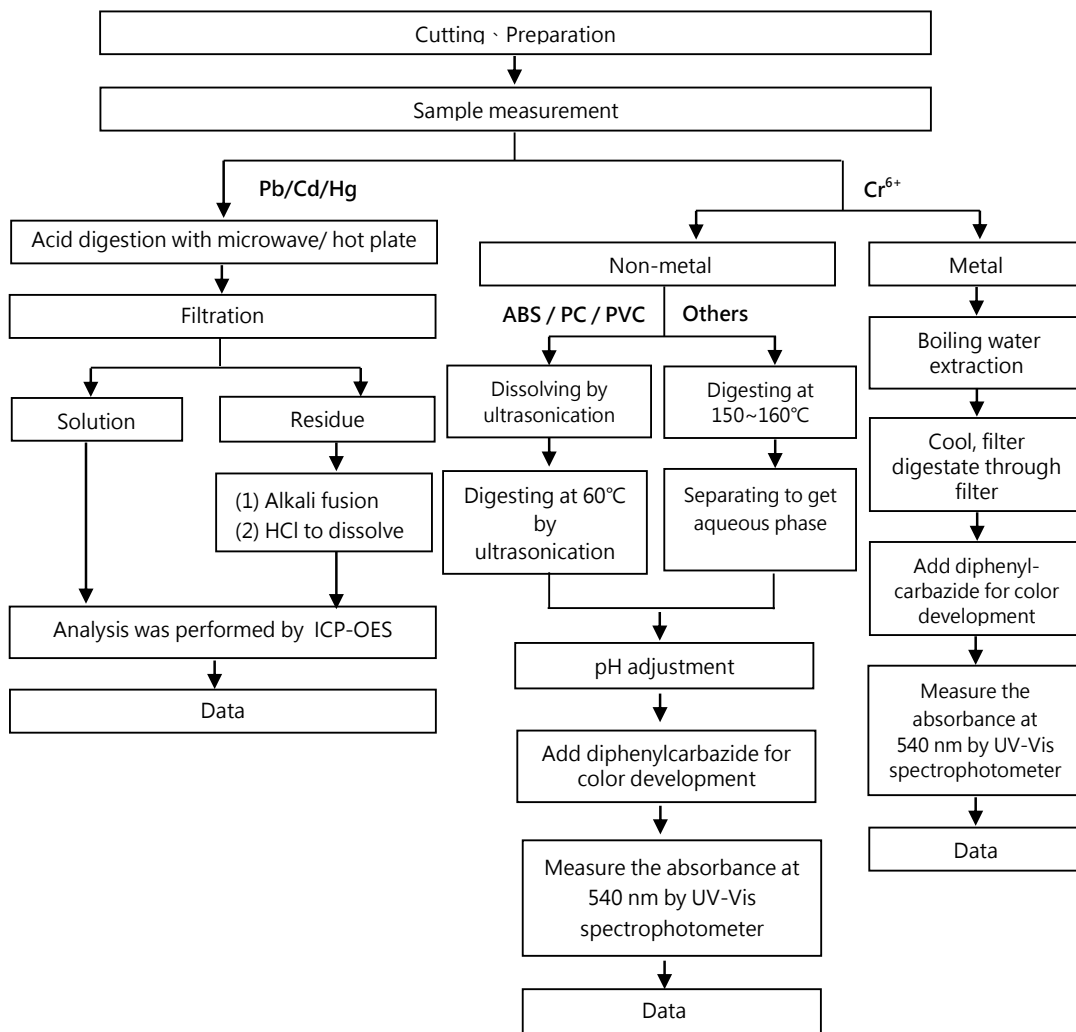 Cutting、Preparation
Sample measurement
Pb/Cd/Hg
Acid digestion with microwave/ hot plate
Filtration
Solution
Residue
(1) Alkali fusion
(2) HCl to dissolve
Analysis was performed by ICP-OES
Data
Cr⁶⁺
Non-metal
ABS / PC / PVC
Others
Dissolving by
ultrasonication
Digesting at
150~160℃
Digesting at 60℃
by
ultrasonication
Separating to get
aqueous phase
pH adjustment
Add diphenylcarbazide for
color development
Measure the absorbance at
540 nm by UV-Vis
spectrophotometer
Data
Metal
Boiling water
extraction
Cool, filter
digestate through
filter
Add diphenyl-
carbazide for color
development
Measure the
absorbance at
540 nm by UV-Vis
spectrophotometer
Data